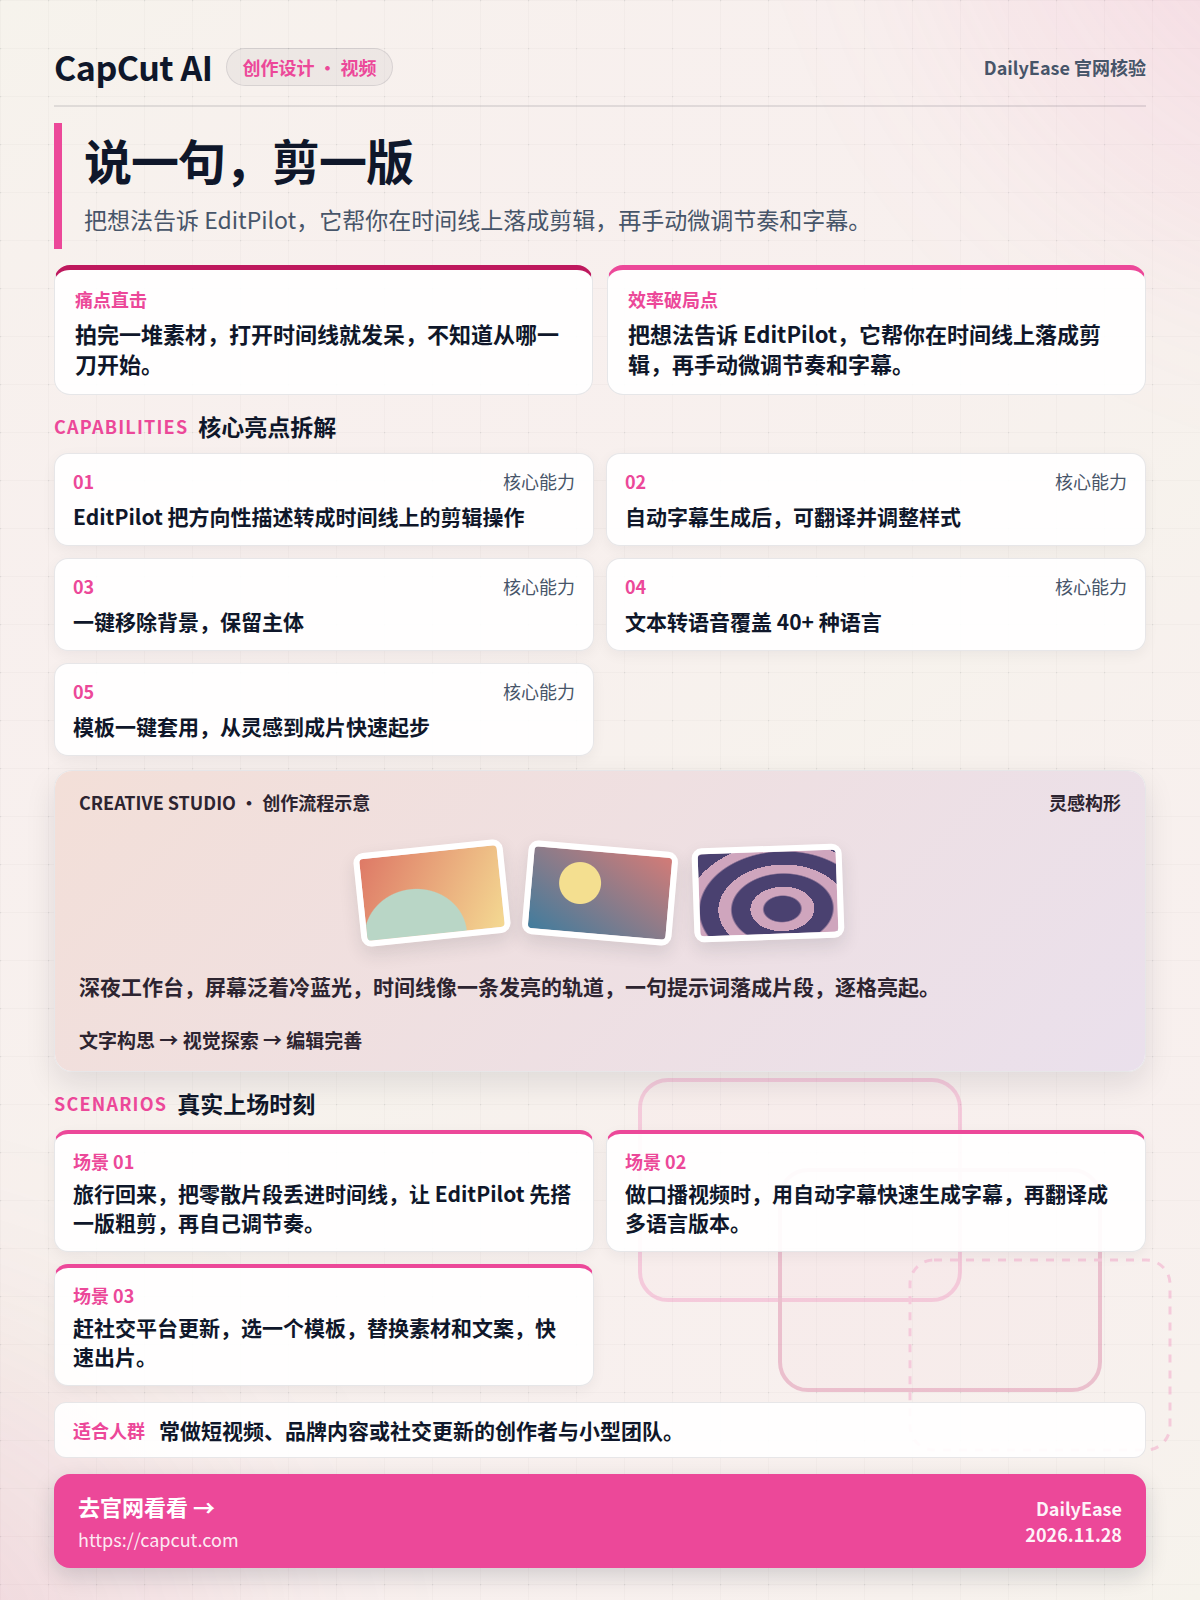 CapCut AI
创作设计 · 视频
DailyEase 官网核验
说一句，剪一版
把想法告诉 EditPilot，它帮你在时间线上落成剪辑，再手动微调节奏和字幕。
痛点直击
拍完一堆素材，打开时间线就发呆，不知道从哪一
刀开始。
效率破局点
把想法告诉 EditPilot，它帮你在时间线上落成剪
辑，再手动微调节奏和字幕。
CAPABILITIES 核心亮点拆解
01 核心能力
EditPilot 把方向性描述转成时间线上的剪辑操作
02 核心能力
自动字幕生成后，可翻译并调整样式
03 核心能力
一键移除背景，保留主体
04 核心能力
文本转语音覆盖 40+ 种语言
05 核心能力
模板一键套用，从灵感到成片快速起步
CREATIVE STUDIO · 创作流程示意
灵感构形
深夜工作台，屏幕泛着冷蓝光，时间线像一条发亮的轨道，一句提示词落成片段，逐格亮起。
文字构思 → 视觉探索 → 编辑完善
SCENARIOS 真实上场时刻
场景 01
旅行回来，把零散片段丢进时间线，让 EditPilot 先搭
一版粗剪，再自己调节奏。
场景 02
做口播视频时，用自动字幕快速生成字幕，再翻译成
多语言版本。
场景 03
赶社交平台更新，选一个模板，替换素材和文案，快
速出片。
适合人群 常做短视频、品牌内容或社交更新的创作者与小型团队。
去官网看看 →
https://capcut.com
DailyEase
2026.11.28